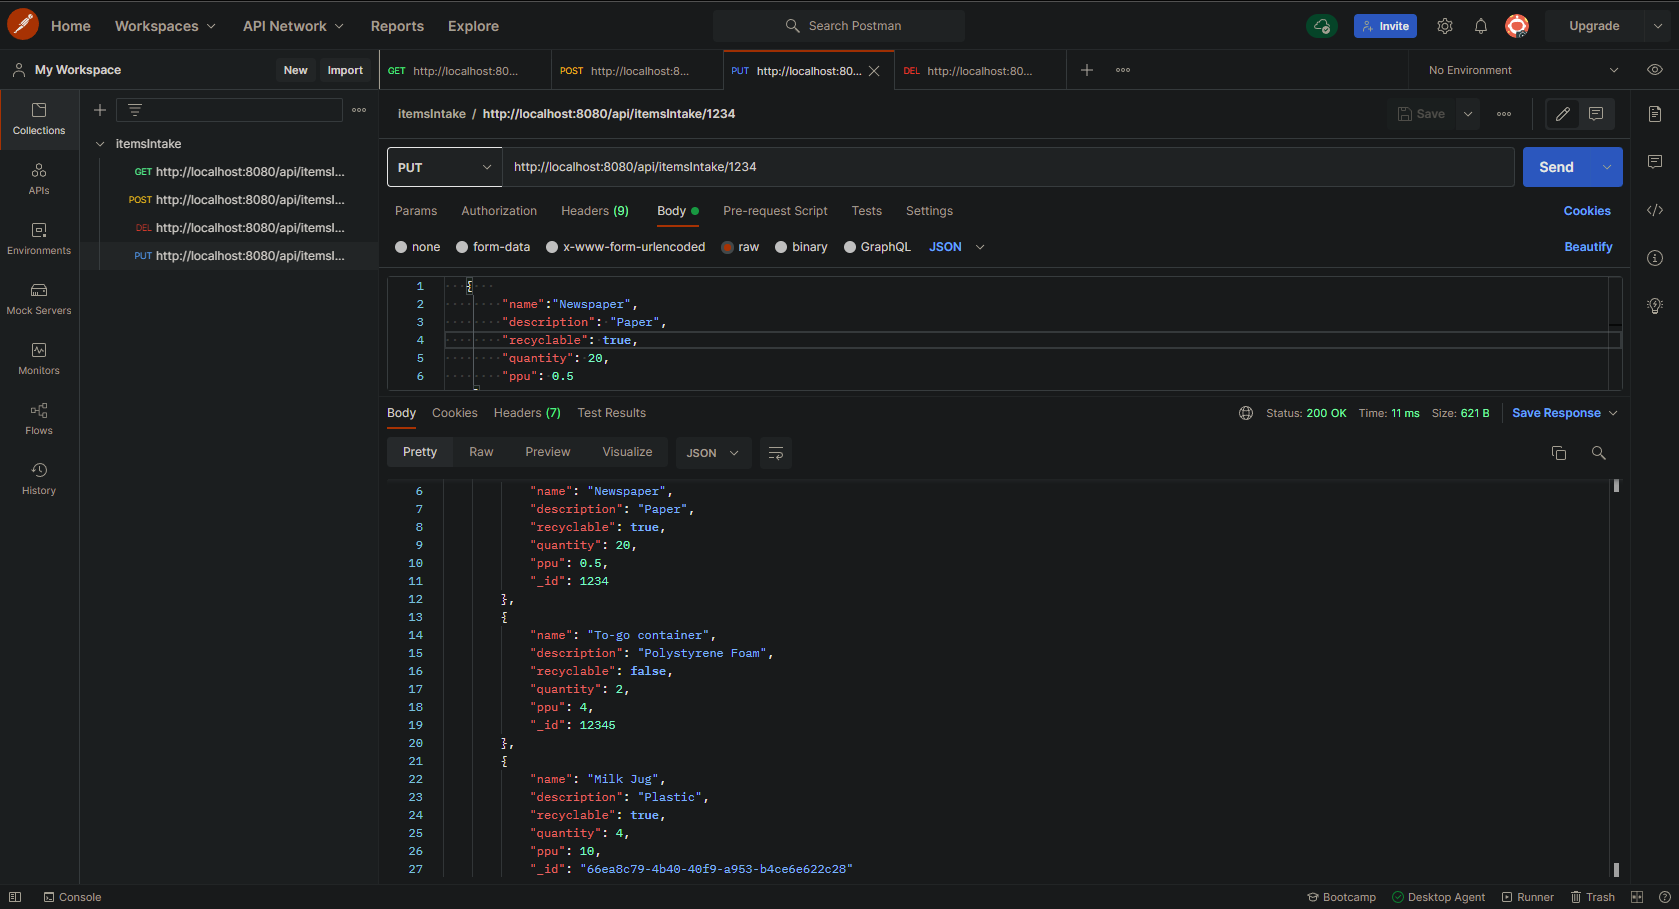 Home Workspaces API Network Reports Explore Search Postman Invite Upgrade
My Workspace New Import GET http://localhost:80... POST http://localhost:8... PUT http://localhost:80... DEL http://localhost:80... No Environment
Collections
APIs
Environments
Mock Servers
Monitors
Flows
History
itemsIntake
GET http://localhost:8080/api/itemsI...
POST http://localhost:8080/api/itemsI...
DEL http://localhost:8080/api/itemsI...
PUT http://localhost:8080/api/itemsI...
itemsIntake / http://localhost:8080/api/itemsIntake/1234 Save
PUT http://localhost:8080/api/itemsIntake/1234 Send
Params Authorization Headers (9) Body Pre-request Script Tests Settings Cookies
none form-data x-www-form-urlencoded raw binary GraphQL JSON Beautify
1 {
2 "name":"Newspaper",
3 "description": "Paper",
4 "recyclable": true,
5 "quantity": 20,
6 "ppu": 0.5
Body Cookies Headers (7) Test Results Status: 200 OK Time: 11 ms Size: 621 B Save Response
Pretty Raw Preview Visualize JSON
6 "name": "Newspaper",
7 "description": "Paper",
8 "recyclable": true,
9 "quantity": 20,
10 "ppu": 0.5,
11 "_id": 1234
12 },
13 {
14 "name": "To-go container",
15 "description": "Polystyrene Foam",
16 "recyclable": false,
17 "quantity": 2,
18 "ppu": 4,
19 "_id": 12345
20 },
21 {
22 "name": "Milk Jug",
23 "description": "Plastic",
24 "recyclable": true,
25 "quantity": 4,
26 "ppu": 10,
27 "_id": "66ea8c79-4b40-40f9-a953-b4ce6e622c28"
Console Bootcamp Desktop Agent Runner Trash